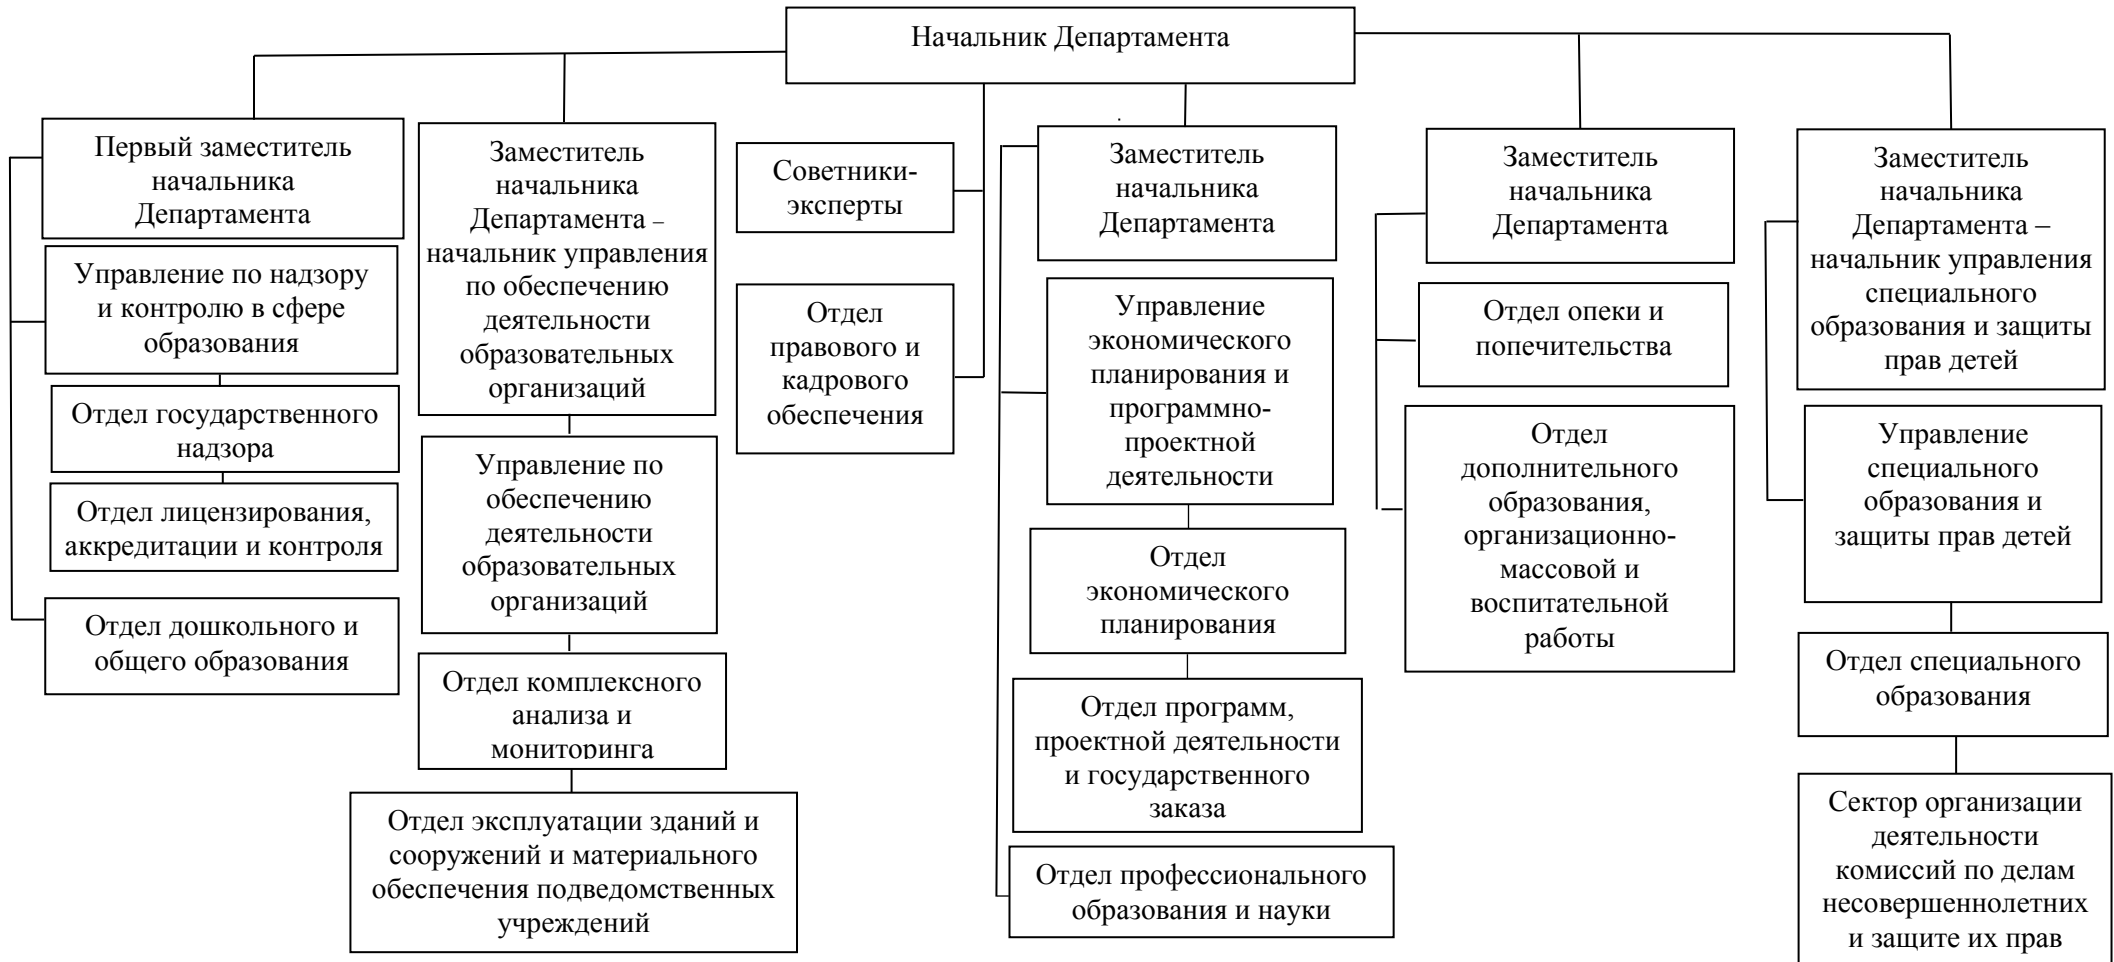 Начальник Департамента
Первый заместитель
начальника
Департамента
Управление по надзору
и контролю в сфере
образования
Отдел государственного
надзора
Отдел лицензирования,
аккредитации и контроля
Отдел дошкольного и
общего образования
Заместитель
начальника
Департамента –
начальник управления
по обеспечению
деятельности
образовательных
организаций
Управление по
обеспечению
деятельности
образовательных
организаций
Отдел комплексного
анализа и
мониторинга
Отдел эксплуатации зданий и
сооружений и материального
обеспечения подведомственных
учреждений
Советники-
эксперты
Отдел
правового и
кадрового
обеспечения
Заместитель
начальника
Департамента
Управление
экономического
планирования и
программно-
проектной
деятельности
Отдел
экономического
планирования
Отдел программ,
проектной деятельности
и государственного
заказа
Отдел профессионального
образования и науки
Заместитель
начальника
Департамента
Отдел опеки и
попечительства
Отдел
дополнительного
образования,
организационно-
массовой и
воспитательной
работы
Заместитель
начальника
Департамента –
начальник управления
специального
образования и защиты
прав детей
Управление
специального
образования и
защиты прав детей
Отдел специального
образования
Сектор организации
деятельности
комиссий по делам
несовершеннолетних
и защите их прав